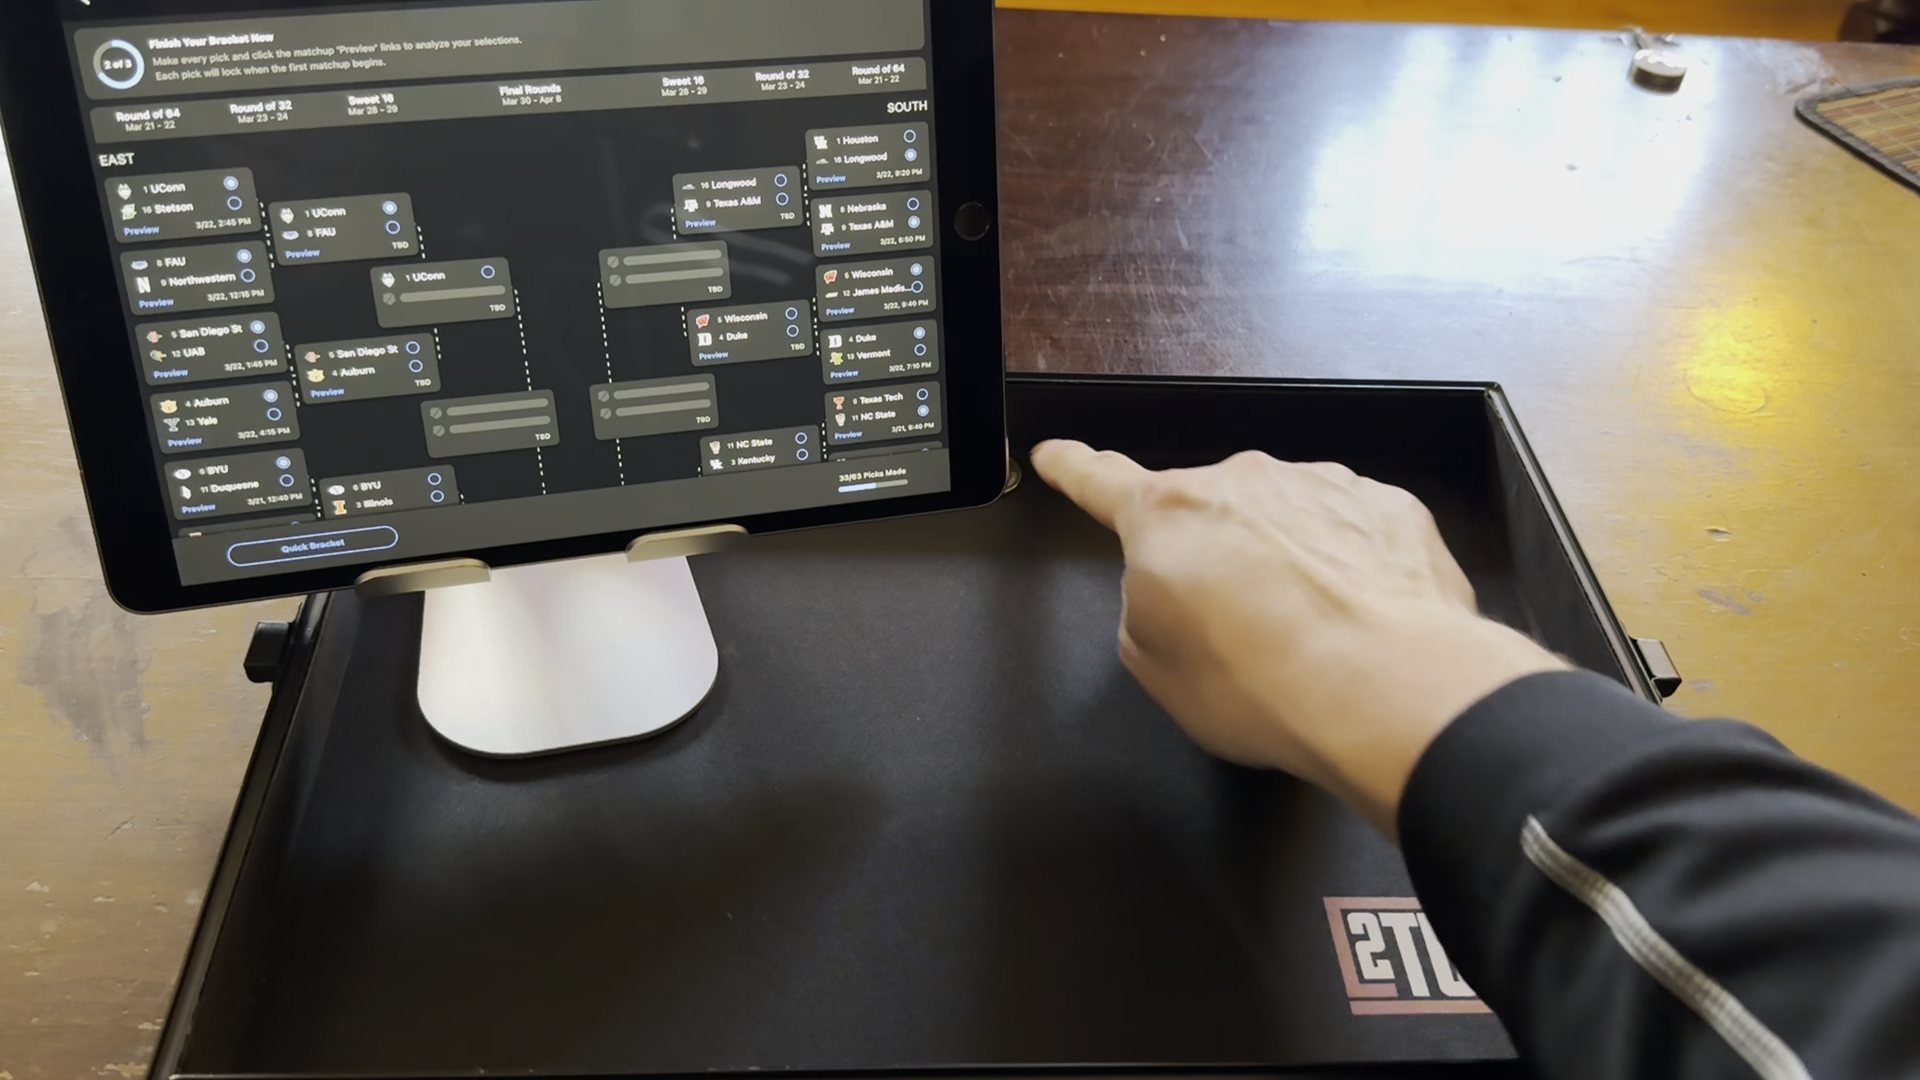 2 of 3
Finish Your Bracket Now
Make every pick and click the matchup 'Preview' links to analyze your selections.
Each pick will lock when the first matchup begins.
Round of 64
Mar 21 - 22
Round of 32
Mar 23 - 24
Sweet 16
Mar 28 - 29
Final Rounds
Mar 30 - Apr 8
Sweet 16
Mar 28 - 29
Round of 32
Mar 23 - 24
Round of 64
Mar 21 - 22
EAST
1 UConn
16 Stetson
Preview 3/22, 2:45 PM
8 FAU
9 Northwestern
Preview 3/22, 12:15 PM
5 San Diego St
12 UAB
Preview 3/22, 1:45 PM
4 Auburn
13 Yale
Preview 3/22, 4:15 PM
6 BYU
11 Duquesne
Preview 3/21, 12:40 PM
1 UConn
8 FAU
Preview TBD
5 San Diego St
4 Auburn
Preview TBD
6 BYU
3 Illinois
1 UConn
TBD
TBD
TBD
TBD
16 Longwood
9 Texas A&M
Preview TBD
5 Wisconsin
4 Duke
Preview TBD
11 NC State
3 Kentucky
SOUTH
1 Houston
16 Longwood
Preview 3/22, 9:20 PM
8 Nebraska
9 Texas A&M
Preview 3/22, 6:50 PM
5 Wisconsin
12 James Madis...
Preview 3/22, 9:40 PM
4 Duke
13 Vermont
Preview 3/22, 7:10 PM
6 Texas Tech
11 NC State
Preview 3/21, 9:40 PM
33/63 Picks Made
Quick Bracket